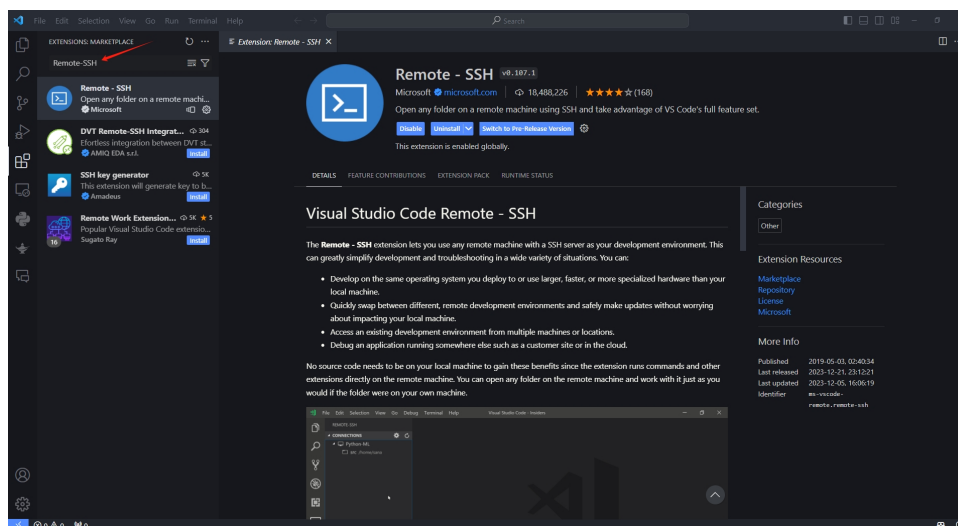 File Edit Selection View Go Run Terminal Help
Search
EXTENSIONS: MARKETPLACE
Remote-SSH
Remote - SSH
Open any folder on a remote machi...
Microsoft
DVT Remote-SSH Integrat... 304
Effortless integration between DVT st...
AMIQ EDA s.r.l. Install
SSH key generator 5K
This extension will generate key to b...
Amadeus Install
Remote Work Extension... 5K ★ 5
Popular Visual Studio Code extensio...
Sugato Ray Install
16
Extension: Remote - SSH
Remote - SSH v0.107.1
Microsoft microsoft.com 18,488,226 ★★★★☆ (168)
Open any folder on a remote machine using SSH and take advantage of VS Code's full feature set.
Disable Uninstall Switch to Pre-Release Version
This extension is enabled globally.
DETAILS FEATURE CONTRIBUTIONS EXTENSION PACK RUNTIME STATUS
Visual Studio Code Remote - SSH
The Remote - SSH extension lets you use any remote machine with a SSH server as your development environment. This
can greatly simplify development and troubleshooting in a wide variety of situations. You can:
• Develop on the same operating system you deploy to or use larger, faster, or more specialized hardware than your
local machine.
• Quickly swap between different, remote development environments and safely make updates without worrying
about impacting your local machine.
• Access an existing development environment from multiple machines or locations.
• Debug an application running somewhere else such as a customer site or in the cloud.
No source code needs to be on your local machine to gain these benefits since the extension runs commands and other
extensions directly on the remote machine. You can open any folder on the remote machine and work with it just as you
would if the folder were on your own machine.
File Edit Selection View Go Debug Terminal Help Visual Studio Code - Insiders
REMOTE: SSH
CONNECTIONS
Python-ML
Categories
Other
Extension Resources
Marketplace
Repository
License
Microsoft
More Info
Published 2019-05-03, 02:40:34
Last released 2023-12-21, 23:12:21
Last updated 2023-12-05, 16:06:19
Identifier ms-vscode-
remote.remote-ssh